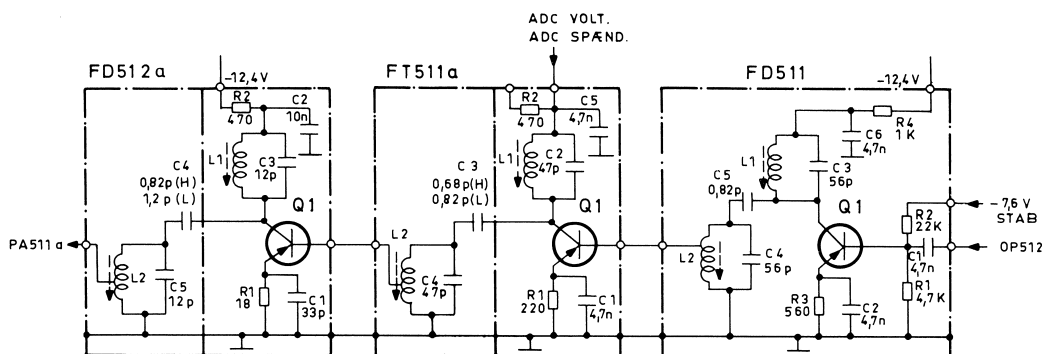 ADC VOLT.
ADC SPÆND.
FD512a
-12,4V
R2
470
C2
10n
L1
C3
12p
C4
0,82p(H)
1,2p(L)
Q1
PA511a
L2
C5
12p
R1
18
C1
33p
FT511a
R2
470
C5
4,7n
L1
C2
47p
C3
0,68p(H)
0,82p(L)
Q1
L2
C4
47p
R1
220
C1
4,7n
FD511
-12,4V
R4
1K
C6
4,7n
L1
C3
56p
C5
0,82p
Q1
-7,6V
STAB
R2
22K
OP512
C1
4,7n
R1
4,7K
L2
C4
56p
R3
560
C2
4,7n